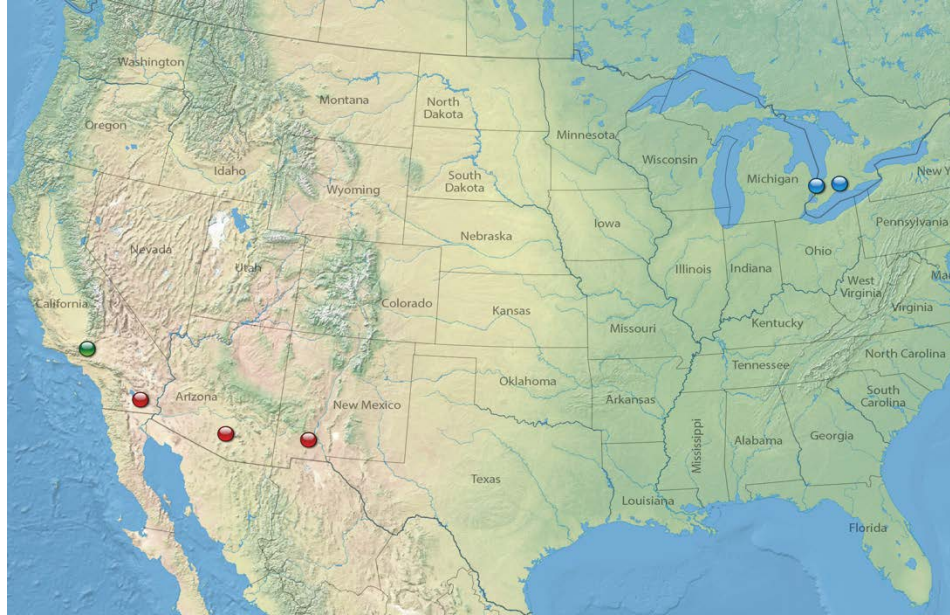 Washington
Montana
North
Dakota
Minnesota
Oregon
Idaho
Wyoming
South
Dakota
Wisconsin
Michigan
New Y
Nebraska
Iowa
Pennsylvania
Nevada
Utah
Illinois
Indiana
Ohio
California
Colorado
Kansas
Missouri
West
Virginia
Ma
Virginia
Kentucky
Arizona
New Mexico
Oklahoma
Arkansas
Tennessee
North Carolina
South
Carolina
Texas
Mississippi
Alabama
Georgia
Louisiana
Florida